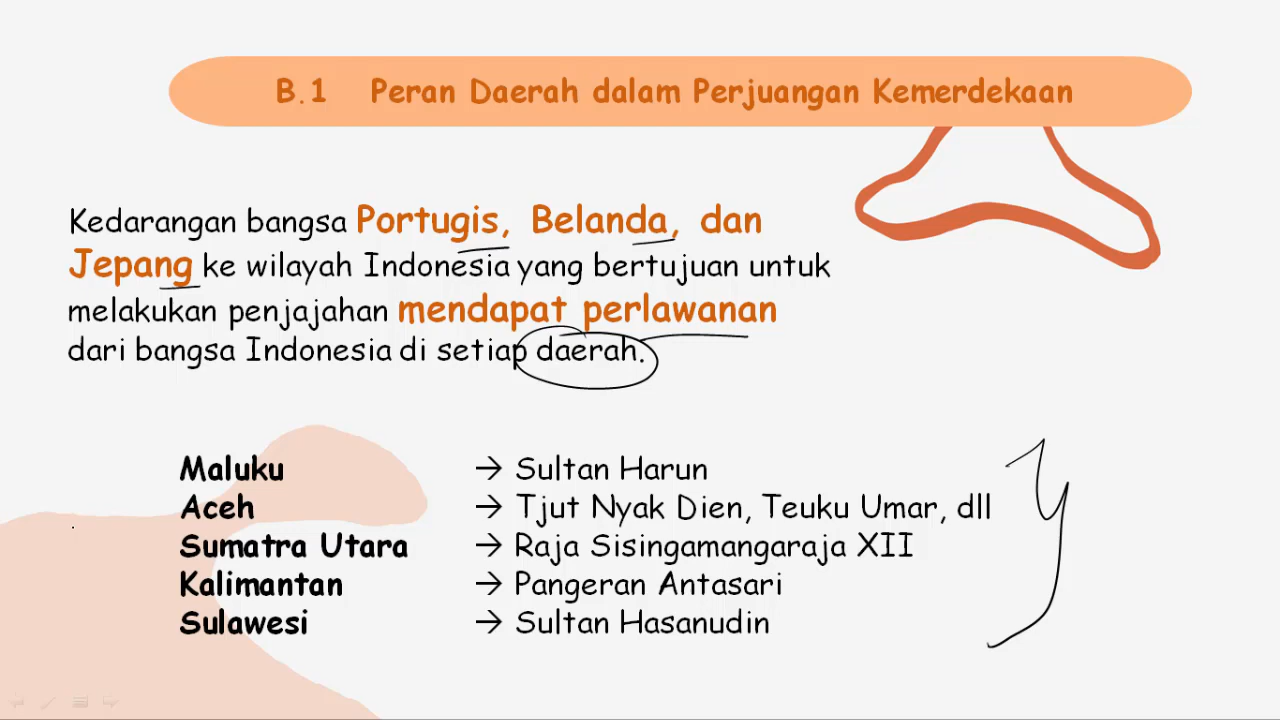 B.1 Peran Daerah dalam Perjuangan Kemerdekaan
Kedarangan bangsa Portugis, Belanda, dan
Jepang ke wilayah Indonesia yang bertujuan untuk
melakukan penjajahan mendapat perlawanan
dari bangsa Indonesia di setiap daerah.
Maluku → Sultan Harun
Aceh → Tjut Nyak Dien, Teuku Umar, dll
Sumatra Utara → Raja Sisingamangaraja XII
Kalimantan → Pangeran Antasari
Sulawesi → Sultan Hasanudin